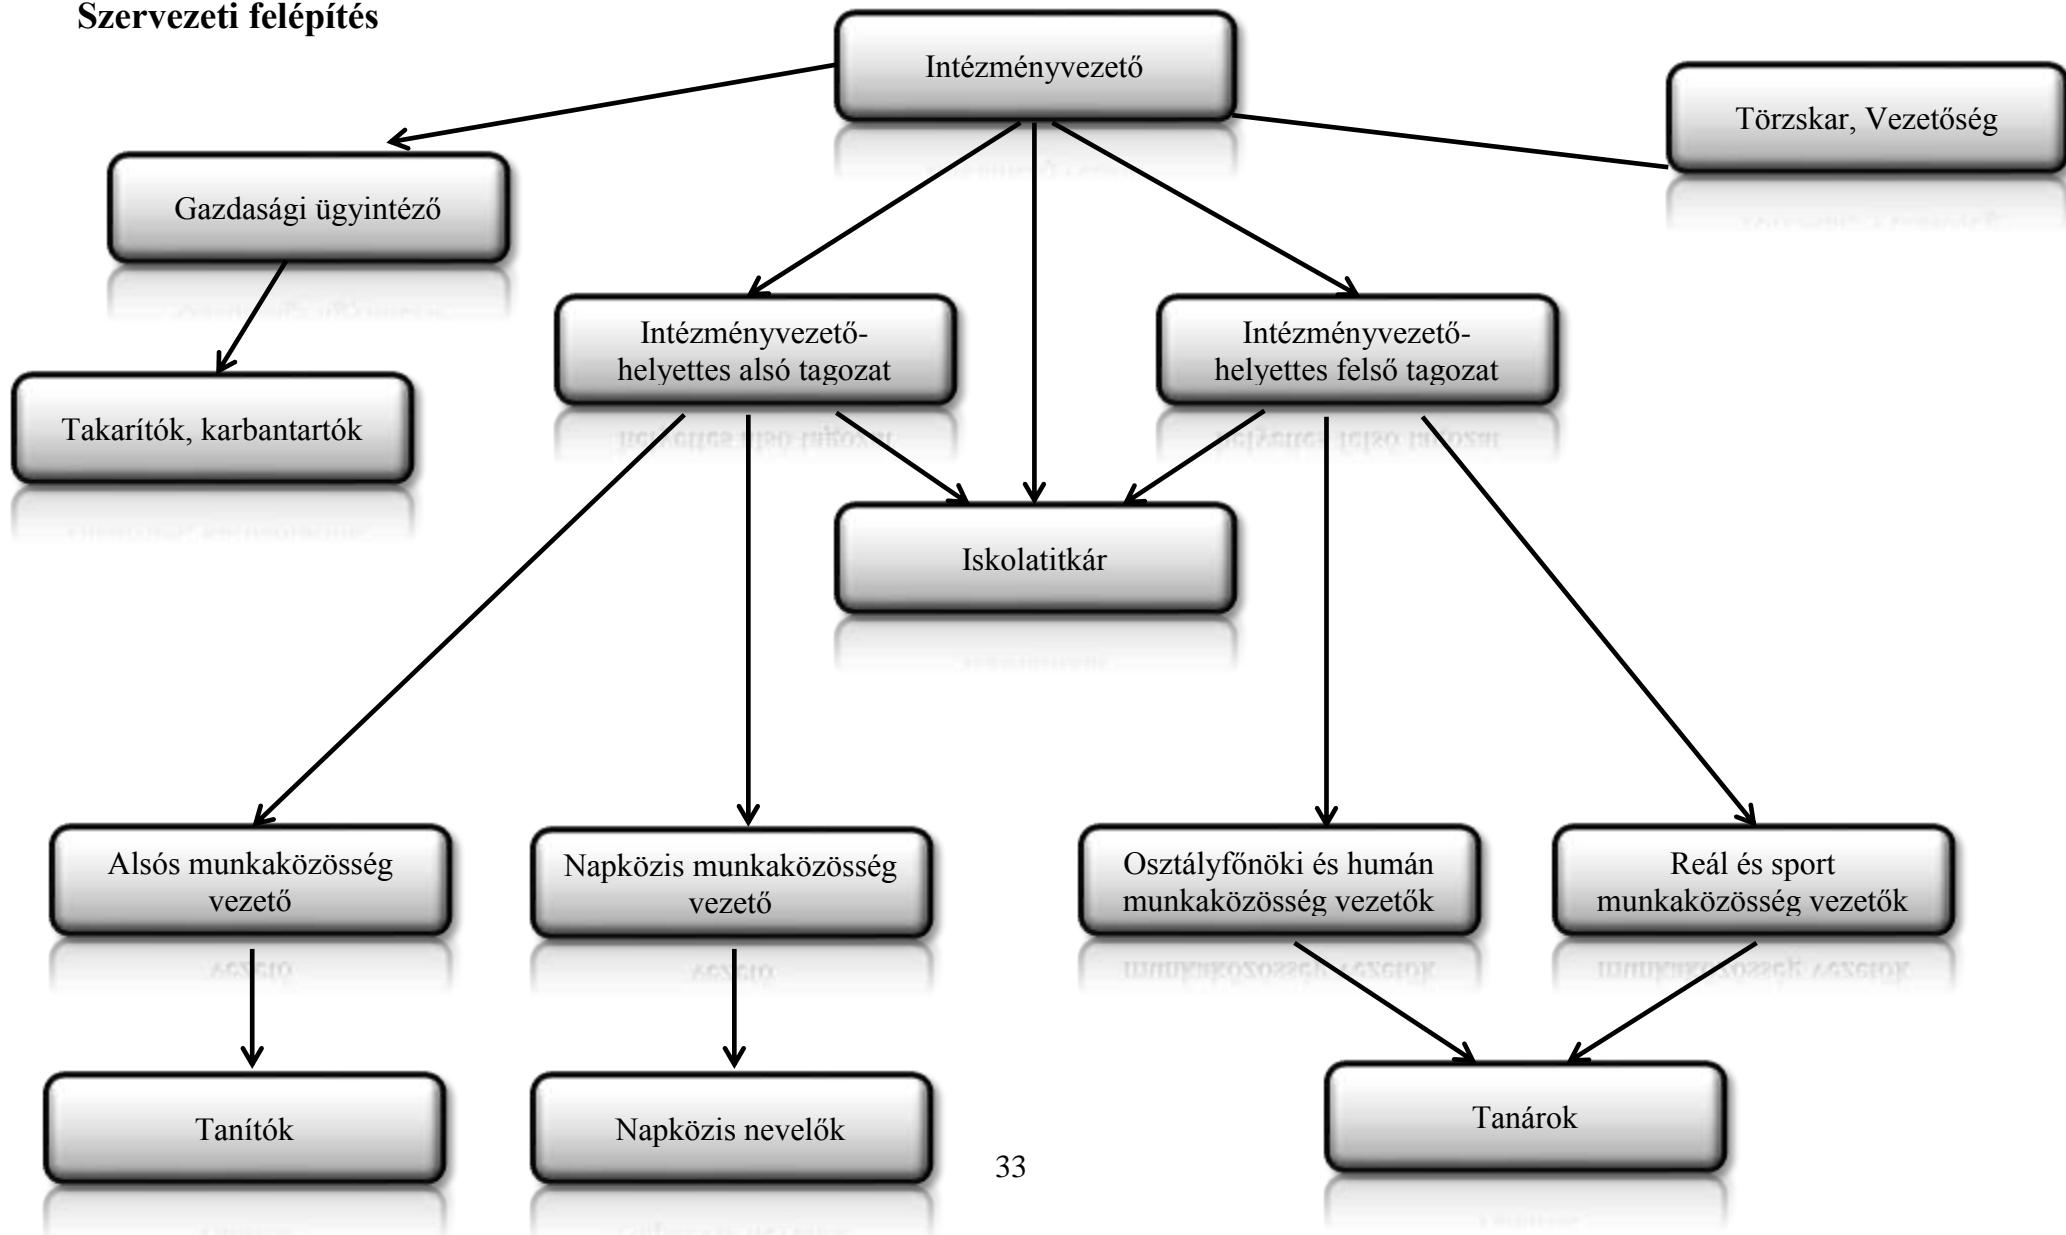 Szervezeti felépítés
Intézményvezető
Törzskar, Vezetőség
Gazdasági ügyintéző
Intézményvezető-
helyettes alsó tagozat
Intézményvezető-
helyettes felső tagozat
Takarítók, karbantartók
Iskolatitkár
Alsós munkaközösség
vezető
Napközis munkaközösség
vezető
Osztályfőnöki és humán
munkaközösség vezetők
Reál és sport
munkaközösség vezetők
Tanítók
Napközis nevelők
Tanárok
33